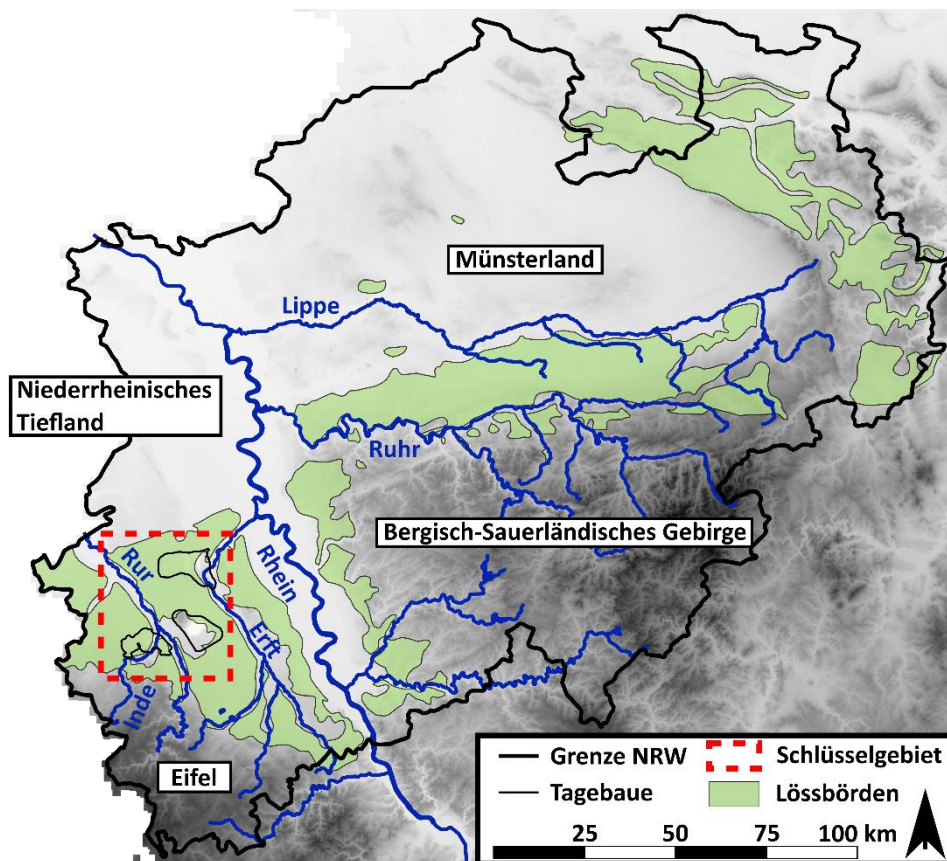 Münsterland
Lippe
Niederrheinisches
Tiefland
Ruhr
Bergisch-Sauerländisches Gebirge
Rur
Rhein
Erft
Inde
Eifel
Grenze NRW
Schlüsselgebiet
Tagebaue
Lössbörden
25 50 75 100 km